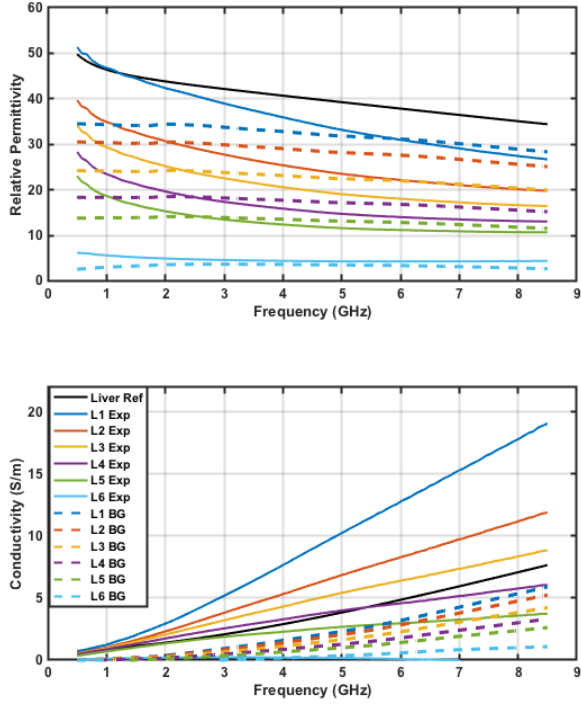 60
50
40
30
20
10
0
Relative Permittivity
0 1 2 3 4 5 6 7 8 9
Frequency (GHz)
20
15
10
5
0
Conductivity (S/m)
Liver Ref
L1 Exp
L2 Exp
L3 Exp
L4 Exp
L5 Exp
L6 Exp
L1 BG
L2 BG
L3 BG
L4 BG
L5 BG
L6 BG
0 1 2 3 4 5 6 7 8 9
Frequency (GHz)